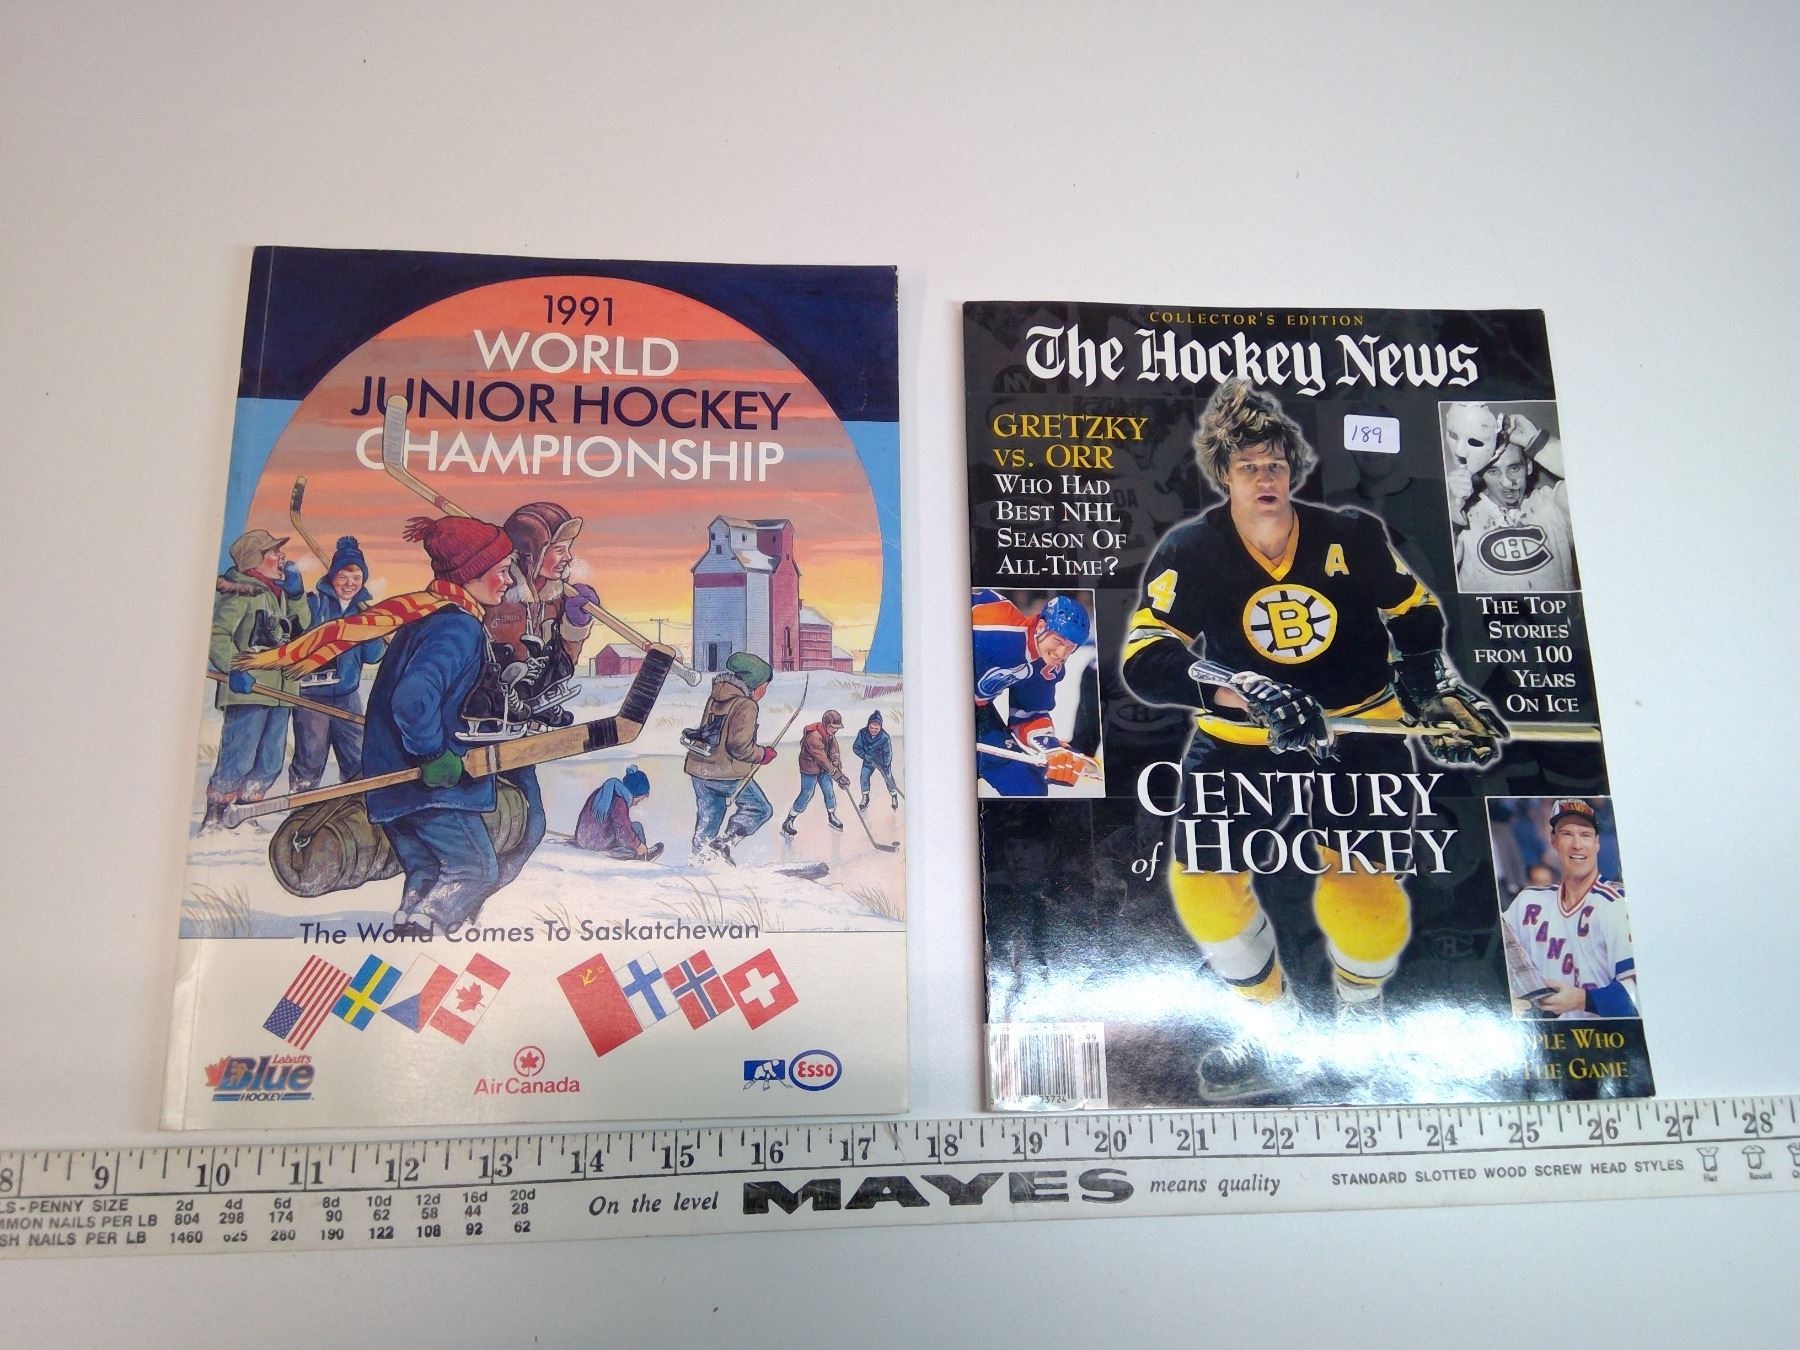 1991
WORLD
JUNIOR HOCKEY
CHAMPIONSHIP
The World Comes To Saskatchewan
Labatt's
Blue
HOCKEY
Air Canada
Esso
COLLECTOR'S EDITION
The Hockey News
GRETZKY
VS. ORR
WHO HAD
BEST NHL
SEASON OF
ALL-TIME?
189
4
A
B
C
THE TOP
STORIES
FROM 100
YEARS
ON ICE
CENTURY
of HOCKEY
C
WHO
THE GAME
99
8 9 10 11 12 13 14 15 16 17 18 19 20 21 22 23 24 25 26 27 28
PENNY SIZE 2d 4d 6d 8d 10d 12d 16d 20d
NAILS PER LB 804 298 174 90 62 58 44 28
NAILS PER LB 1460 625 280 190 122 108 92 62
On the level MAYES means quality
STANDARD SLOTTED WOOD SCREW HEAD STYLES
Flat